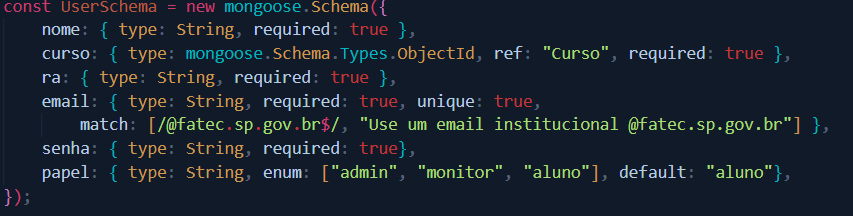 const UserSchema = new mongoose.Schema({
    nome: { type: String, required: true },
    curso: { type: mongoose.Schema.Types.ObjectId, ref: "Curso", required: true },
    ra: { type: String, required: true },
    email: { type: String, required: true, unique: true,
        match: [/@fatec.sp.gov.br$/, "Use um email institucional @fatec.sp.gov.br"] },
    senha: { type: String, required: true},
    papel: { type: String, enum: ["admin", "monitor", "aluno"], default: "aluno"},
});